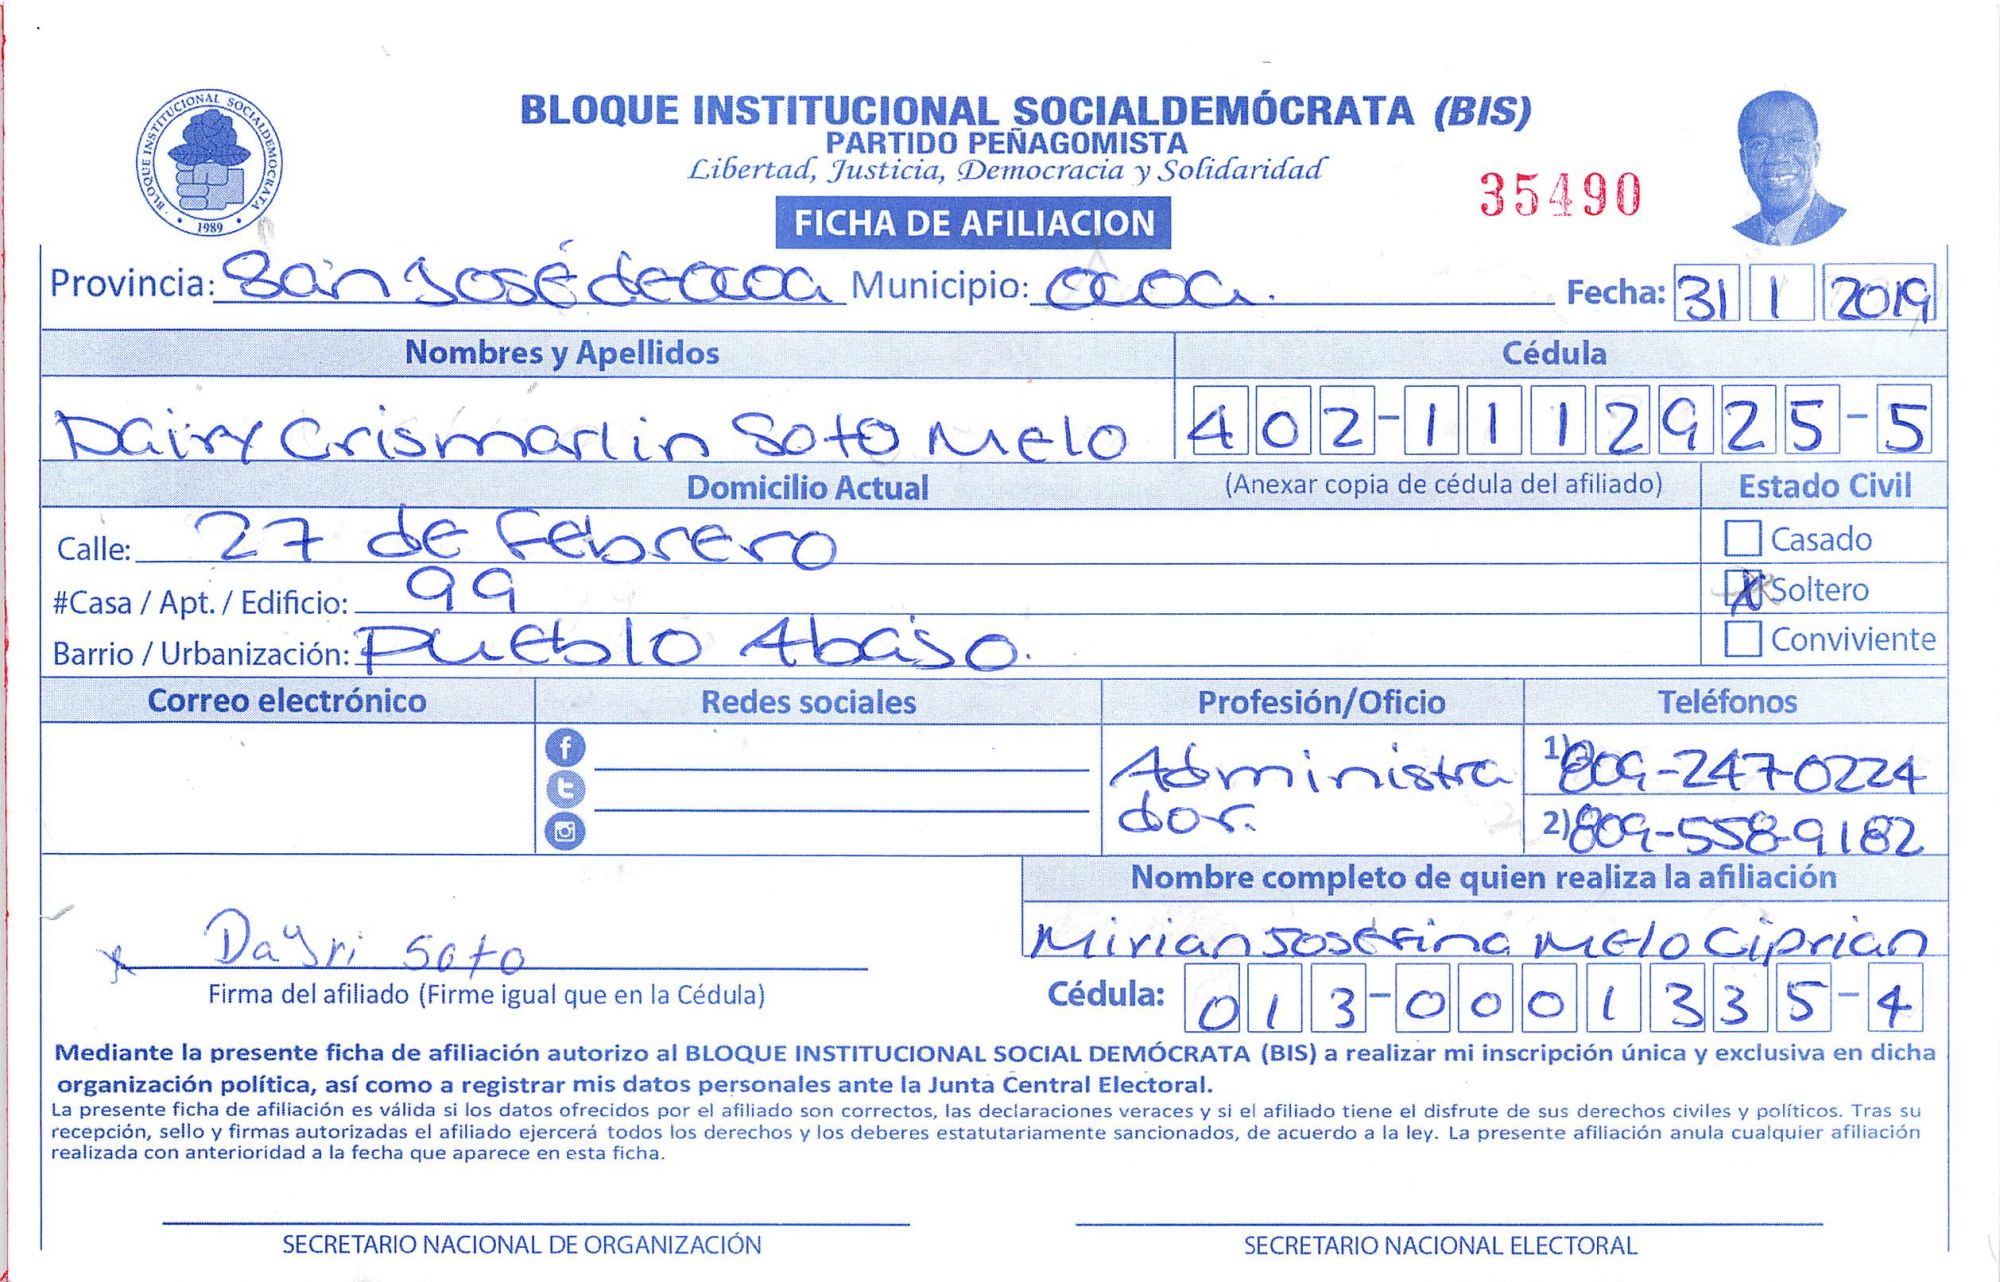 BLOQUE INSTITUCIONAL SOCIALDEMÓCRATA
1989
BLOQUE INSTITUCIONAL SOCIALDEMÓCRATA (BIS)
PARTIDO PEÑAGOMISTA
Libertad, Justicia, Democracia y Solidaridad
35490
FICHA DE AFILIACION
Provincia: San José de Ocoa Municipio: Ocoa. Fecha: 31 1 2019
Nombres y Apellidos Cédula
Dairy Crismarlin Soto Melo 402-1112925-5
Domicilio Actual (Anexar copia de cédula del afiliado) Estado Civil
Calle: 27 de Febrero Casado
#Casa / Apt. / Edificio: 99 X Soltero
Barrio / Urbanización: Pueblo Abajo. Conviviente
Correo electrónico Redes sociales Profesión/Oficio Teléfonos
Administra 1) 809-247-0224
dor. 2) 809-558-9182
Nombre completo de quien realiza la afiliación
Mirian Josefina Melo Ciprian
x Dayri Soto
Firma del afiliado (Firme igual que en la Cédula) Cédula: 013-0001335-4
Mediante la presente ficha de afiliación autorizo al BLOQUE INSTITUCIONAL SOCIAL DEMÓCRATA (BIS) a realizar mi inscripción única y exclusiva en dicha
organización política, así como a registrar mis datos personales ante la Junta Central Electoral.
La presente ficha de afiliación es válida si los datos ofrecidos por el afiliado son correctos, las declaraciones veraces y si el afiliado tiene el disfrute de sus derechos civiles y políticos. Tras su
recepción, sello y firmas autorizadas el afiliado ejercerá todos los derechos y los deberes estatutariamente sancionados, de acuerdo a la ley. La presente afiliación anula cualquier afiliación
realizada con anterioridad a la fecha que aparece en esta ficha.
SECRETARIO NACIONAL DE ORGANIZACIÓN SECRETARIO NACIONAL ELECTORAL